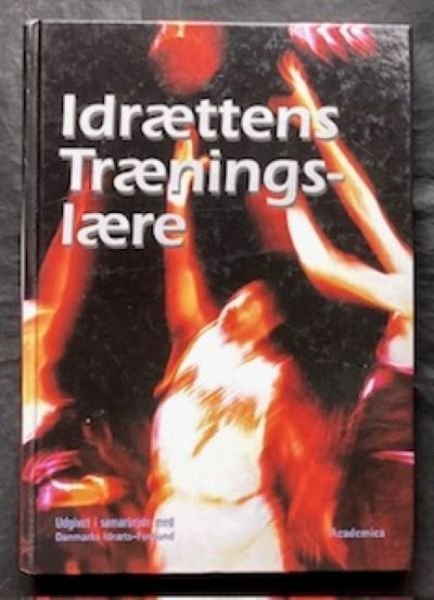 Idrættens
Trænings-
lære
Udgivet i samarbejde med
Danmarks Idræts-Forbund
Academica